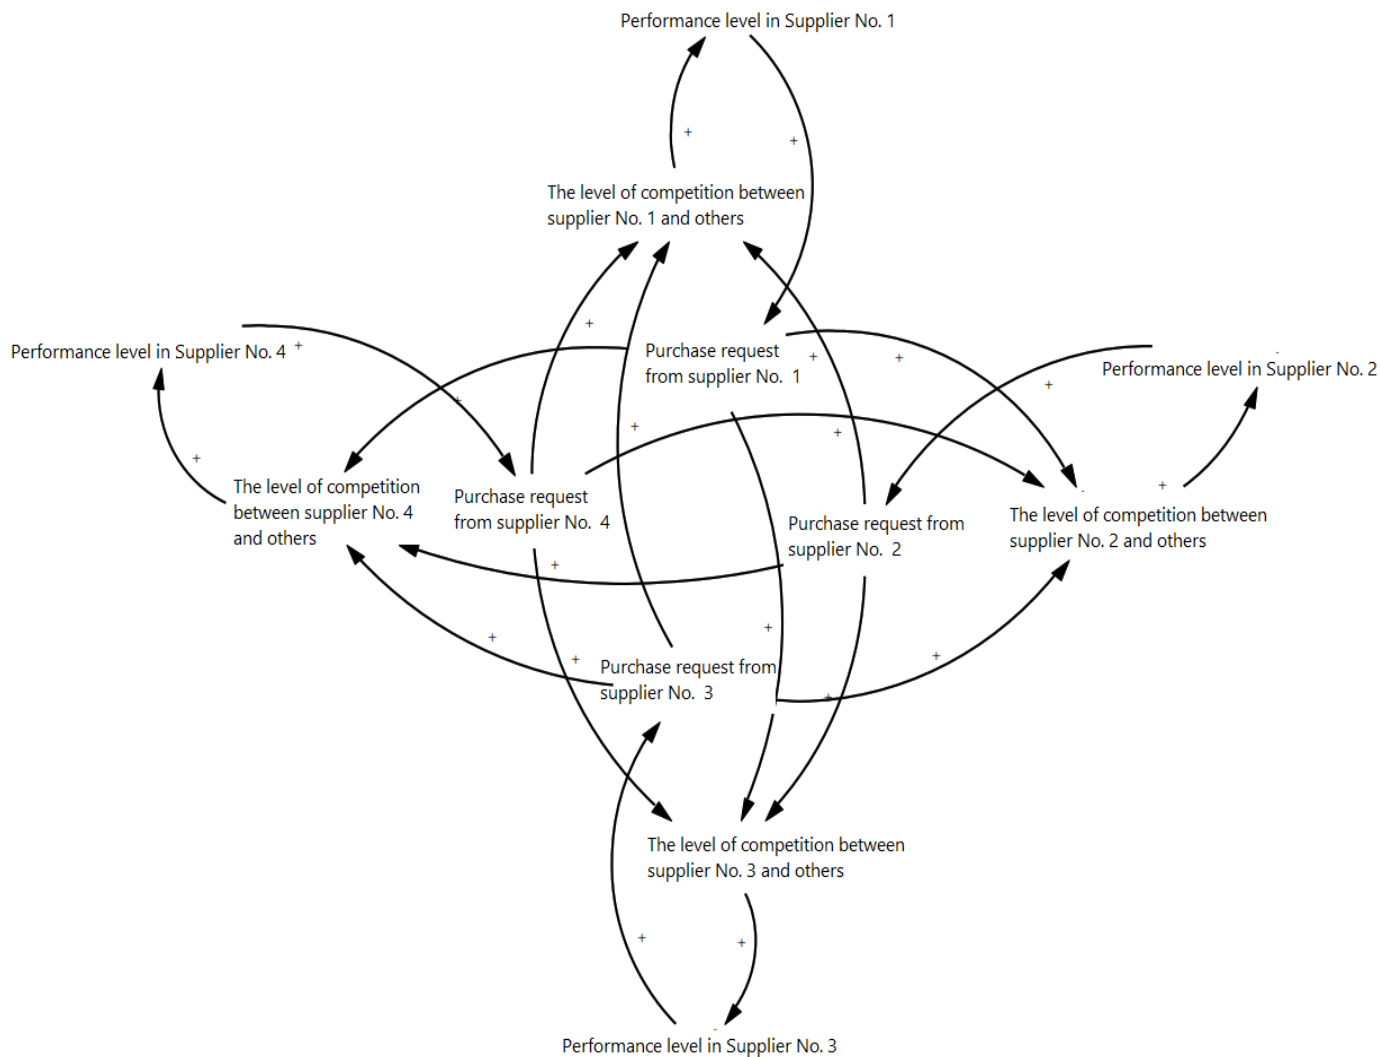 Performance level in Supplier No. 1
The level of competition between
supplier No. 1 and others
Performance level in Supplier No. 4
Purchase request
from supplier No.  1
Performance level in Supplier No. 2
The level of competition
between supplier No. 4
and others
Purchase request
from supplier No.  4
Purchase request from
supplier No.  2
The level of competition between
supplier No. 2 and others
Purchase request from
supplier No.  3
The level of competition between
supplier No. 3 and others
Performance level in Supplier No. 3